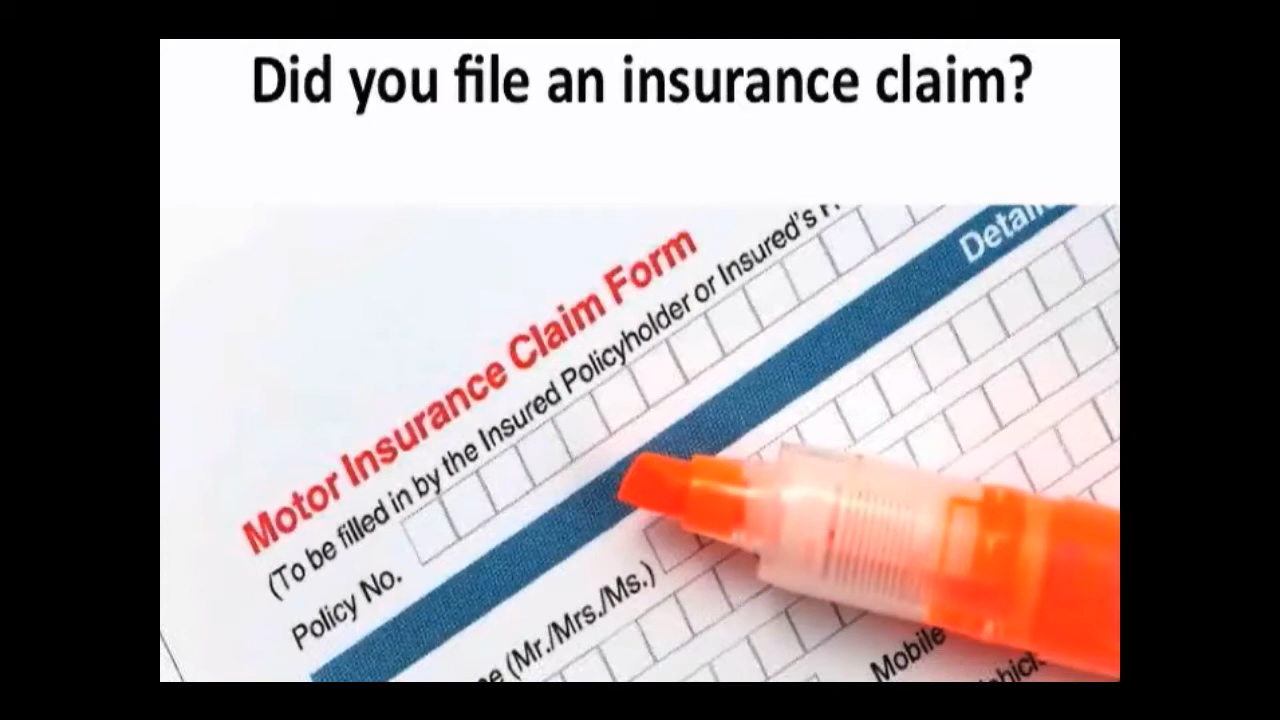 Did you file an insurance claim?
Motor Insurance Claim Form
(To be filled in by the Insured Policyholder or Insured's
Policy No.
(Mr./Mrs./Ms.)
Mobile